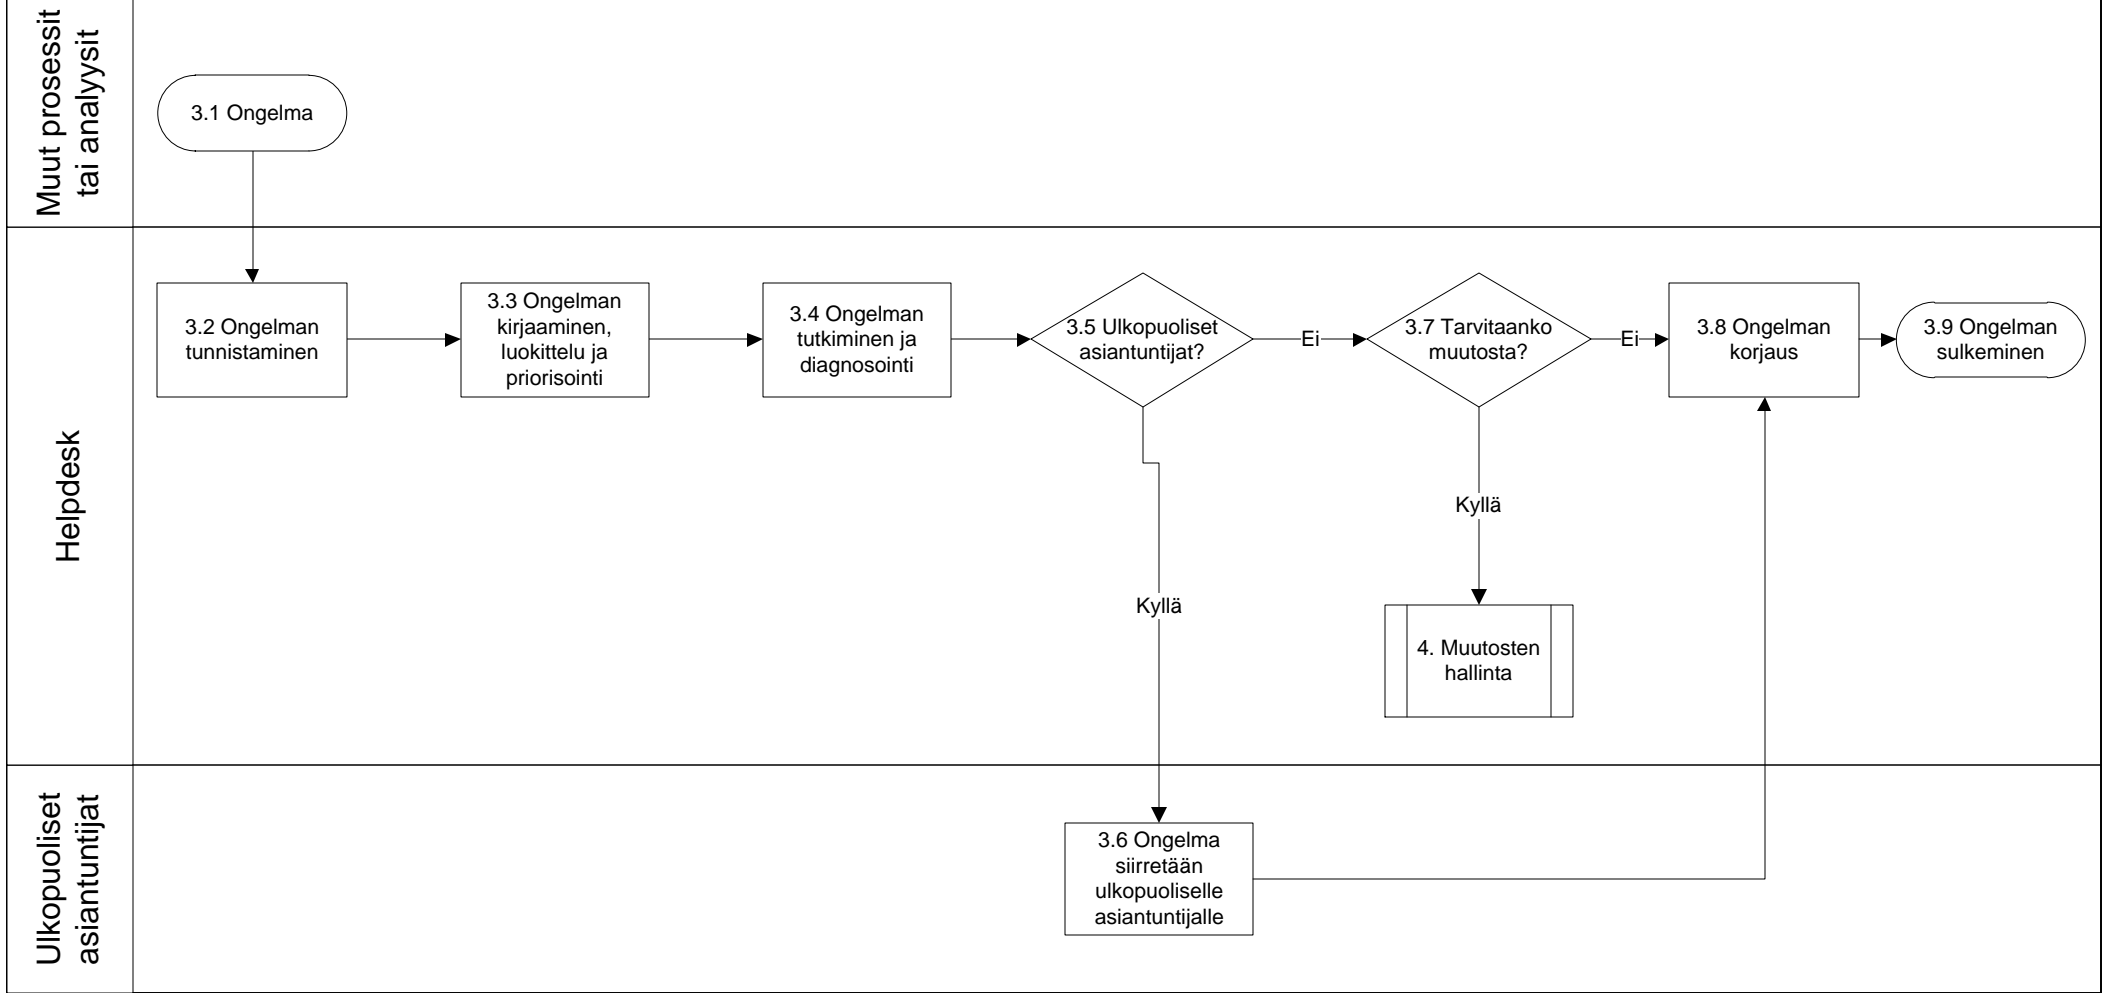 Muut prosessit
tai analyysit
3.1 Ongelma
Helpdesk
3.2 Ongelman
tunnistaminen
3.3 Ongelman
kirjaaminen,
luokittelu ja
priorisointi
3.4 Ongelman
tutkiminen ja
diagnosointi
3.5 Ulkopuoliset
asiantuntijat?
Ei
3.7 Tarvitaanko
muutosta?
Ei
3.8 Ongelman
korjaus
3.9 Ongelman
sulkeminen
Kyllä
Kyllä
4. Muutosten
hallinta
Ulkopuoliset
asiantuntijat
3.6 Ongelma
siirretään
ulkopuoliselle
asiantuntijalle